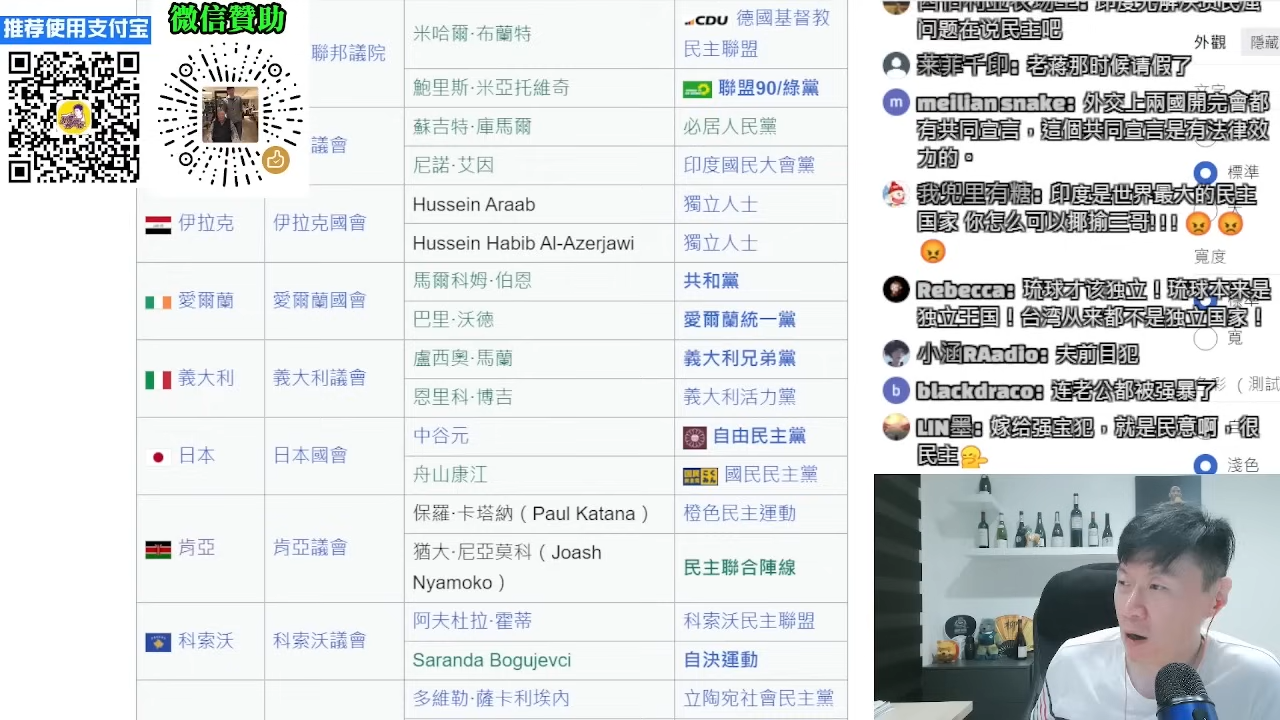 推荐使用支付宝
微信贊助
聯邦議院
米哈爾·布蘭特
CDU 德國基督教
民主聯盟
鮑里斯·米亞托維奇
聯盟90/綠黨
議會
蘇吉特·庫馬爾
必居人民黨
尼諾·艾因
印度國民大會黨
伊拉克
伊拉克國會
Hussein Araab
獨立人士
Hussein Habib Al-Azerjawi
獨立人士
愛爾蘭
愛爾蘭國會
馬爾科姆·伯恩
共和黨
巴里·沃德
愛爾蘭統一黨
義大利
義大利議會
盧西奧·馬蘭
義大利兄弟黨
恩里科·博吉
義大利活力黨
日本
日本國會
中谷元
自由民主黨
舟山康江
國民民主黨
肯亞
肯亞議會
保羅·卡塔納（Paul Katana）
橙色民主運動
猶大·尼亞莫科（Joash
Nyamoko）
民主聯合陣線
科索沃
科索沃議會
阿夫杜拉·霍蒂
科索沃民主聯盟
Saranda Bogujevci
自決運動
多維勒·薩卡利埃內
立陶宛社會民主黨
问题在说民主吧
莱菲千印: 老蒋那时候请假了
meilian snake: 外交上兩國開完會都
有共同宣言，這個共同宣言是有法律效
力的。
我兜里有糖: 印度是世界最大的民主
国家 你怎么可以揶揄三哥!!!
Rebecca: 琉球才该独立！琉球本来是
独立王国！台湾从来都不是独立国家！
小涵RAadio: 夫前目犯
blackdraco: 连老公都被强暴了
LIN墨: 嫁给强宝犯，就是民意啊，很
民主
外觀
隱藏
標準
寬度
標準
寬
色彩（測試
淺色